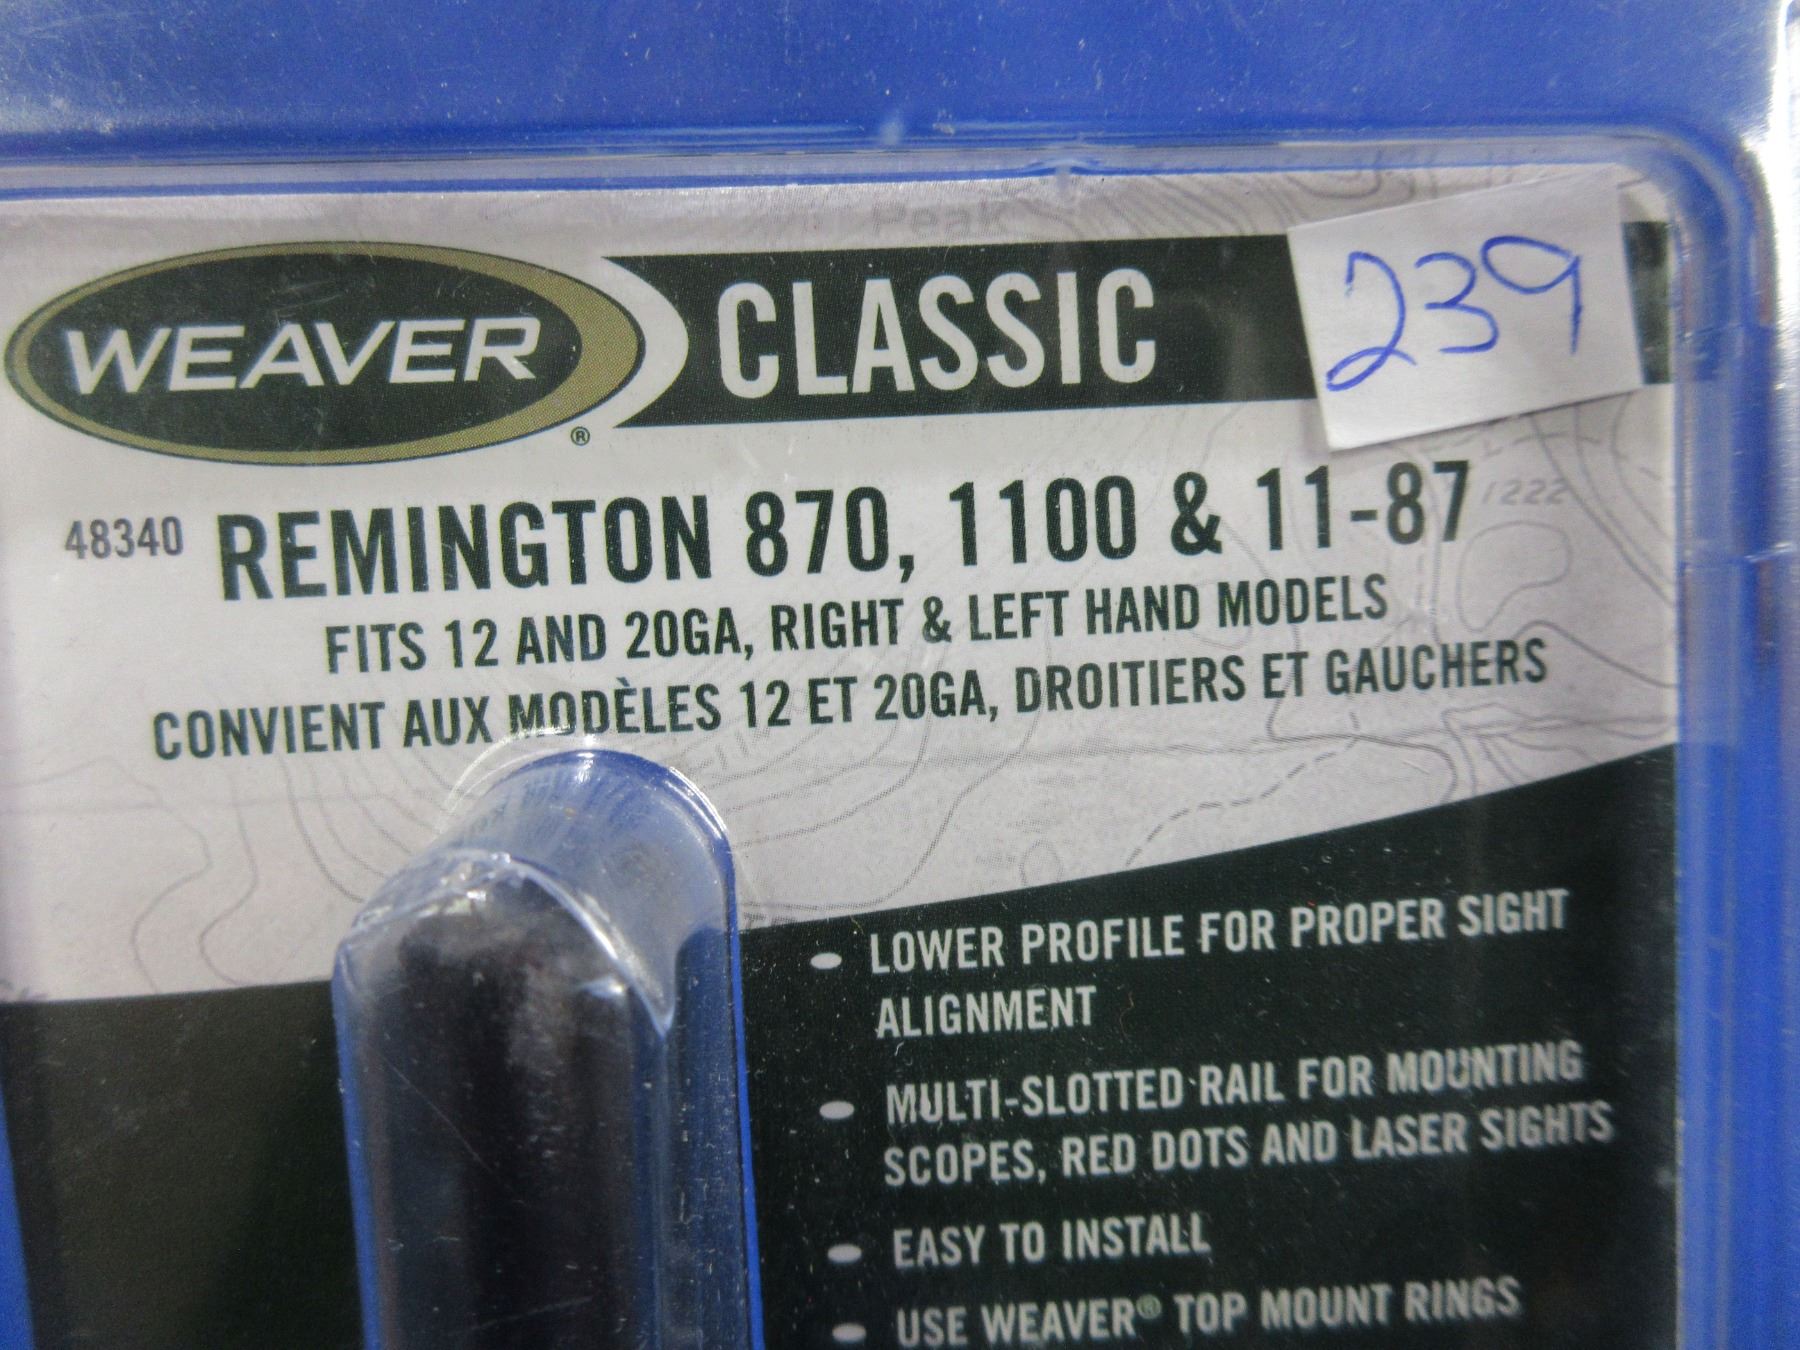 Peak
WEAVER®
CLASSIC
239
48340
REMINGTON 870, 1100 & 11-87
1222
FITS 12 AND 20GA, RIGHT & LEFT HAND MODELS
CONVIENT AUX MODÈLES 12 ET 20GA, DROITIERS ET GAUCHERS
• LOWER PROFILE FOR PROPER SIGHT
ALIGNMENT
• MULTI-SLOTTED RAIL FOR MOUNTING
SCOPES, RED DOTS AND LASER SIGHTS
• EASY TO INSTALL
• USE WEAVER® TOP MOUNT RINGS